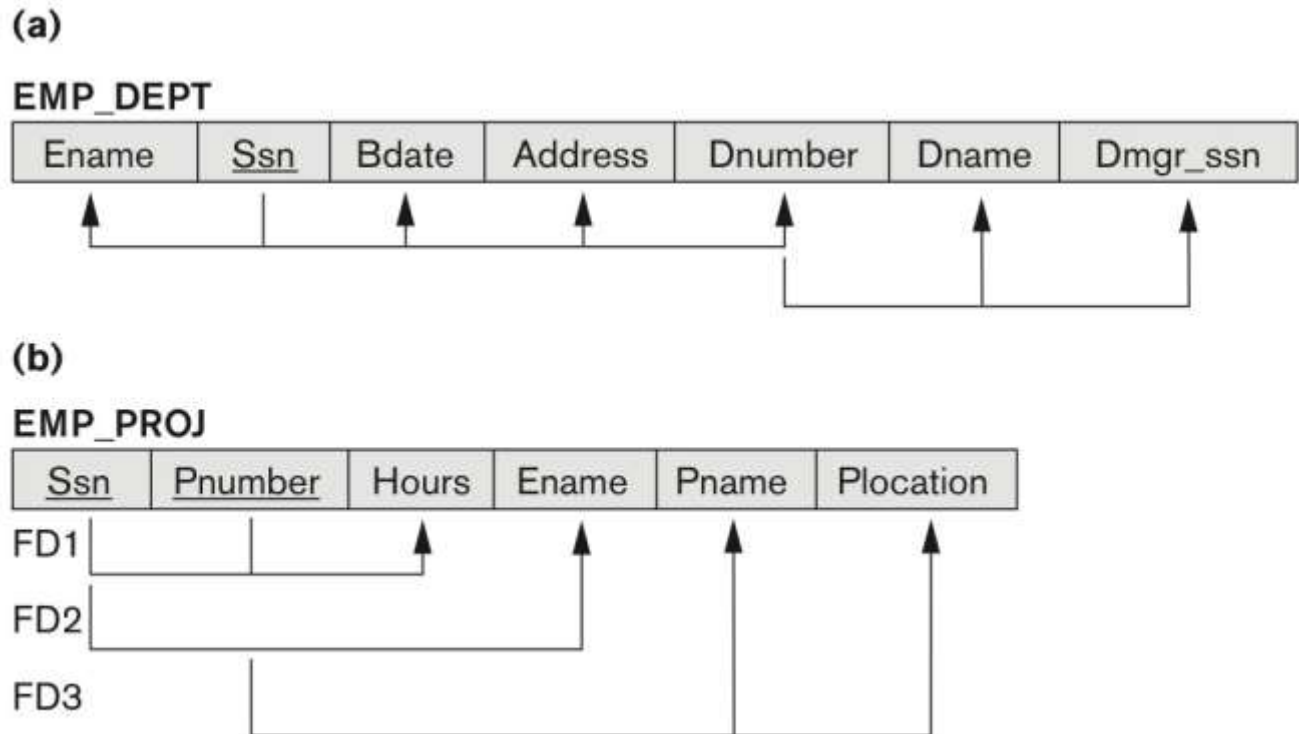 (a)
EMP_DEPT
Ename Ssn Bdate Address Dnumber Dname Dmgr_ssn
(b)
EMP_PROJ
Ssn Pnumber Hours Ename Pname Plocation
FD1
FD2
FD3